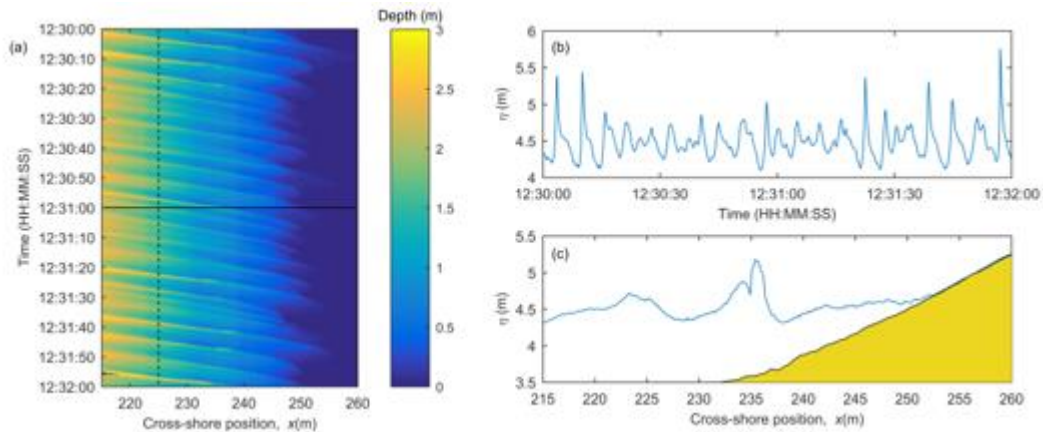 (a)
Time (HH:MM:SS)
12:30:00
12:30:10
12:30:20
12:30:30
12:30:40
12:30:50
12:31:00
12:31:10
12:31:20
12:31:30
12:31:40
12:31:50
12:32:00
220 230 240 250 260
Cross-shore position, x(m)
Depth (m)
3
2.5
2
1.5
1
0.5
0
(b)
η (m)
6
5.5
5
4.5
4
12:30:00 12:30:30 12:31:00 12:31:30 12:32:00
Time (HH:MM:SS)
(c)
η (m)
5.5
5
4.5
4
3.5
215 220 225 230 235 240 245 250 255 260
Cross-shore position, x(m)